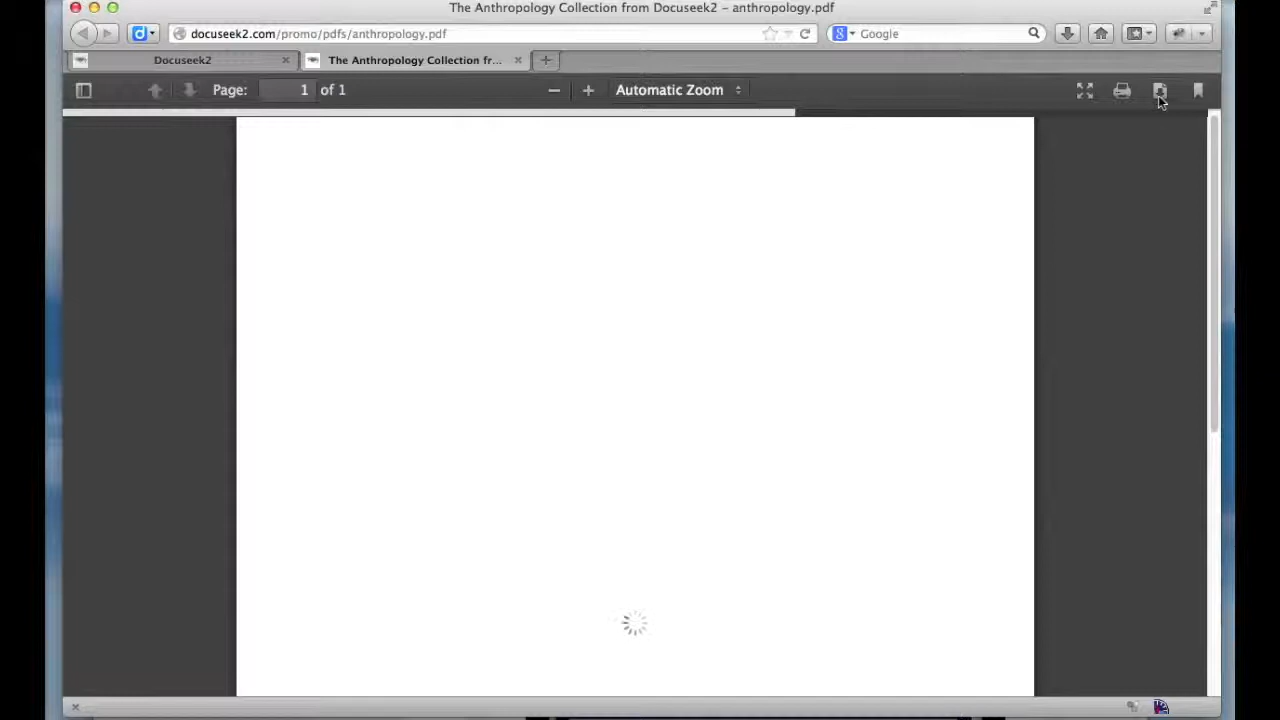 The Anthropology Collection from Docuseek2 – anthropology.pdf
docuseek2.com/promo/pdfs/anthropology.pdf
Google
Docuseek2
The Anthropology Collection from fr...
Page: 1 of 1
Automatic Zoom